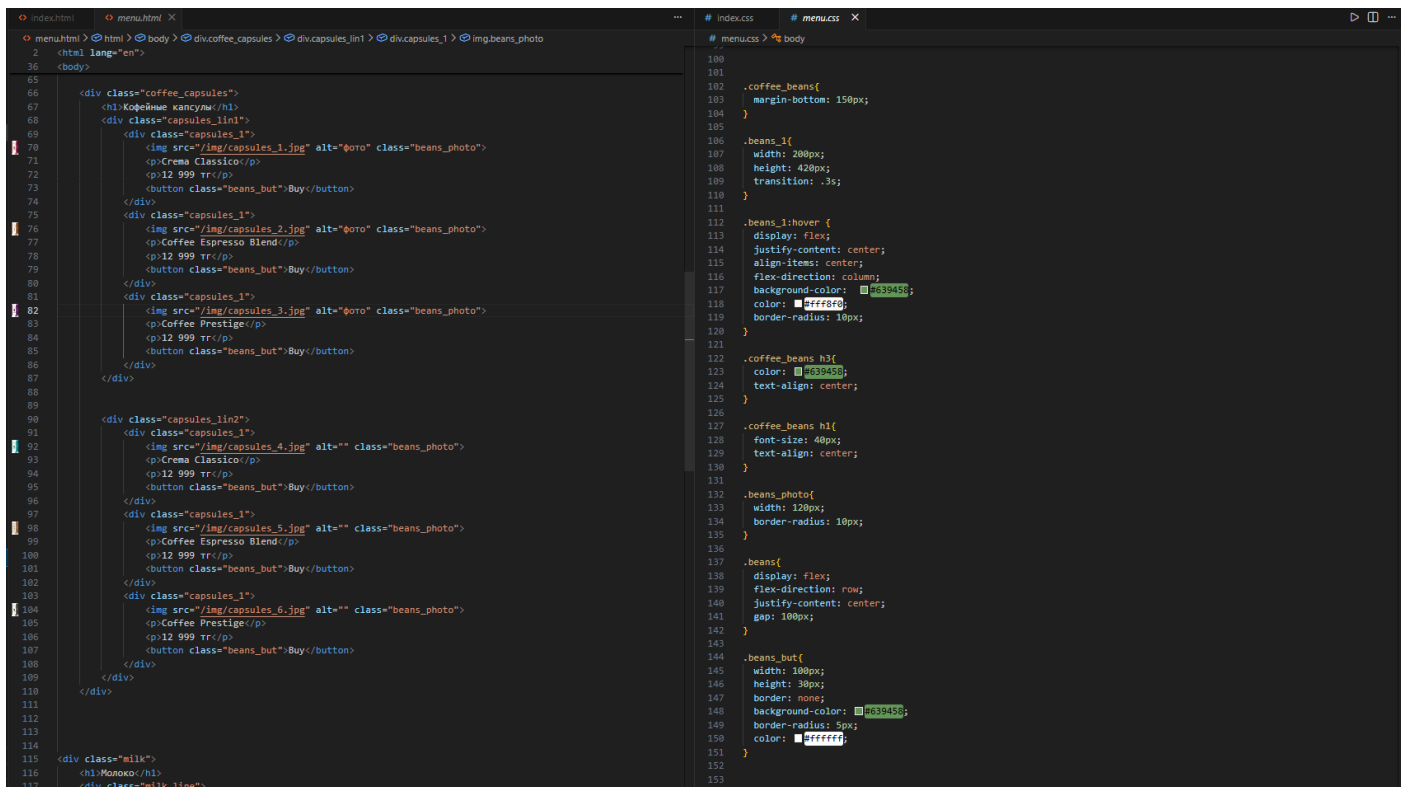 index.html menu.html ···
menu.html > html > body > div.coffee_capsules > div.capsules_lin1 > div.capsules_1 > img.beans_photo
2 <html lang="en">
36 <body>
65
66 <div class="coffee_capsules">
67 <h1>Кофейные капсулы</h1>
68 <div class="capsules_lin1">
69 <div class="capsules_1">
70 <img src="/img/capsules_1.jpg" alt="фото" class="beans_photo">
71 <p>Crema Classico</p>
72 <p>12 999 тг</p>
73 <button class="beans_but">Buy</button>
74 </div>
75 <div class="capsules_1">
76 <img src="/img/capsules_2.jpg" alt="фото" class="beans_photo">
77 <p>Coffee Espresso Blend</p>
78 <p>12 999 тг</p>
79 <button class="beans_but">Buy</button>
80 </div>
81 <div class="capsules_1">
82 <img src="/img/capsules_3.jpg" alt="фото" class="beans_photo">
83 <p>Coffee Prestige</p>
84 <p>12 999 тг</p>
85 <button class="beans_but">Buy</button>
86 </div>
87 </div>
88
89
90 <div class="capsules_lin2">
91 <div class="capsules_1">
92 <img src="/img/capsules_4.jpg" alt="" class="beans_photo">
93 <p>Crema Classico</p>
94 <p>12 999 тг</p>
95 <button class="beans_but">Buy</button>
96 </div>
97 <div class="capsules_1">
98 <img src="/img/capsules_5.jpg" alt="" class="beans_photo">
99 <p>Coffee Espresso Blend</p>
100 <p>12 999 тг</p>
101 <button class="beans_but">Buy</button>
102 </div>
103 <div class="capsules_1">
104 <img src="/img/capsules_6.jpg" alt="" class="beans_photo">
105 <p>Coffee Prestige</p>
106 <p>12 999 тг</p>
107 <button class="beans_but">Buy</button>
108 </div>
109 </div>
110 </div>
111
112
113
114
115 <div class="milk">
116 <h1>Молоко</h1>
117 <div class="milk_line">
# index.css # menu.css ···
# menu.css > body
99
100
101
102 .coffee_beans{
103 margin-bottom: 150px;
104 }
105
106 .beans_1{
107 width: 200px;
108 height: 420px;
109 transition: .3s;
110 }
111
112 .beans_1:hover {
113 display: flex;
114 justify-content: center;
115 align-items: center;
116 flex-direction: column;
117 background-color: #639458;
118 color: #fff8f0;
119 border-radius: 10px;
120 }
121
122 .coffee_beans h3{
123 color: #639458;
124 text-align: center;
125 }
126
127 .coffee_beans h1{
128 font-size: 40px;
129 text-align: center;
130 }
131
132 .beans_photo{
133 width: 120px;
134 border-radius: 10px;
135 }
136
137 .beans{
138 display: flex;
139 flex-direction: row;
140 justify-content: center;
141 gap: 100px;
142 }
143
144 .beans_but{
145 width: 100px;
146 height: 30px;
147 border: none;
148 background-color: #639458;
149 border-radius: 5px;
150 color: #ffffff;
151 }
152
153